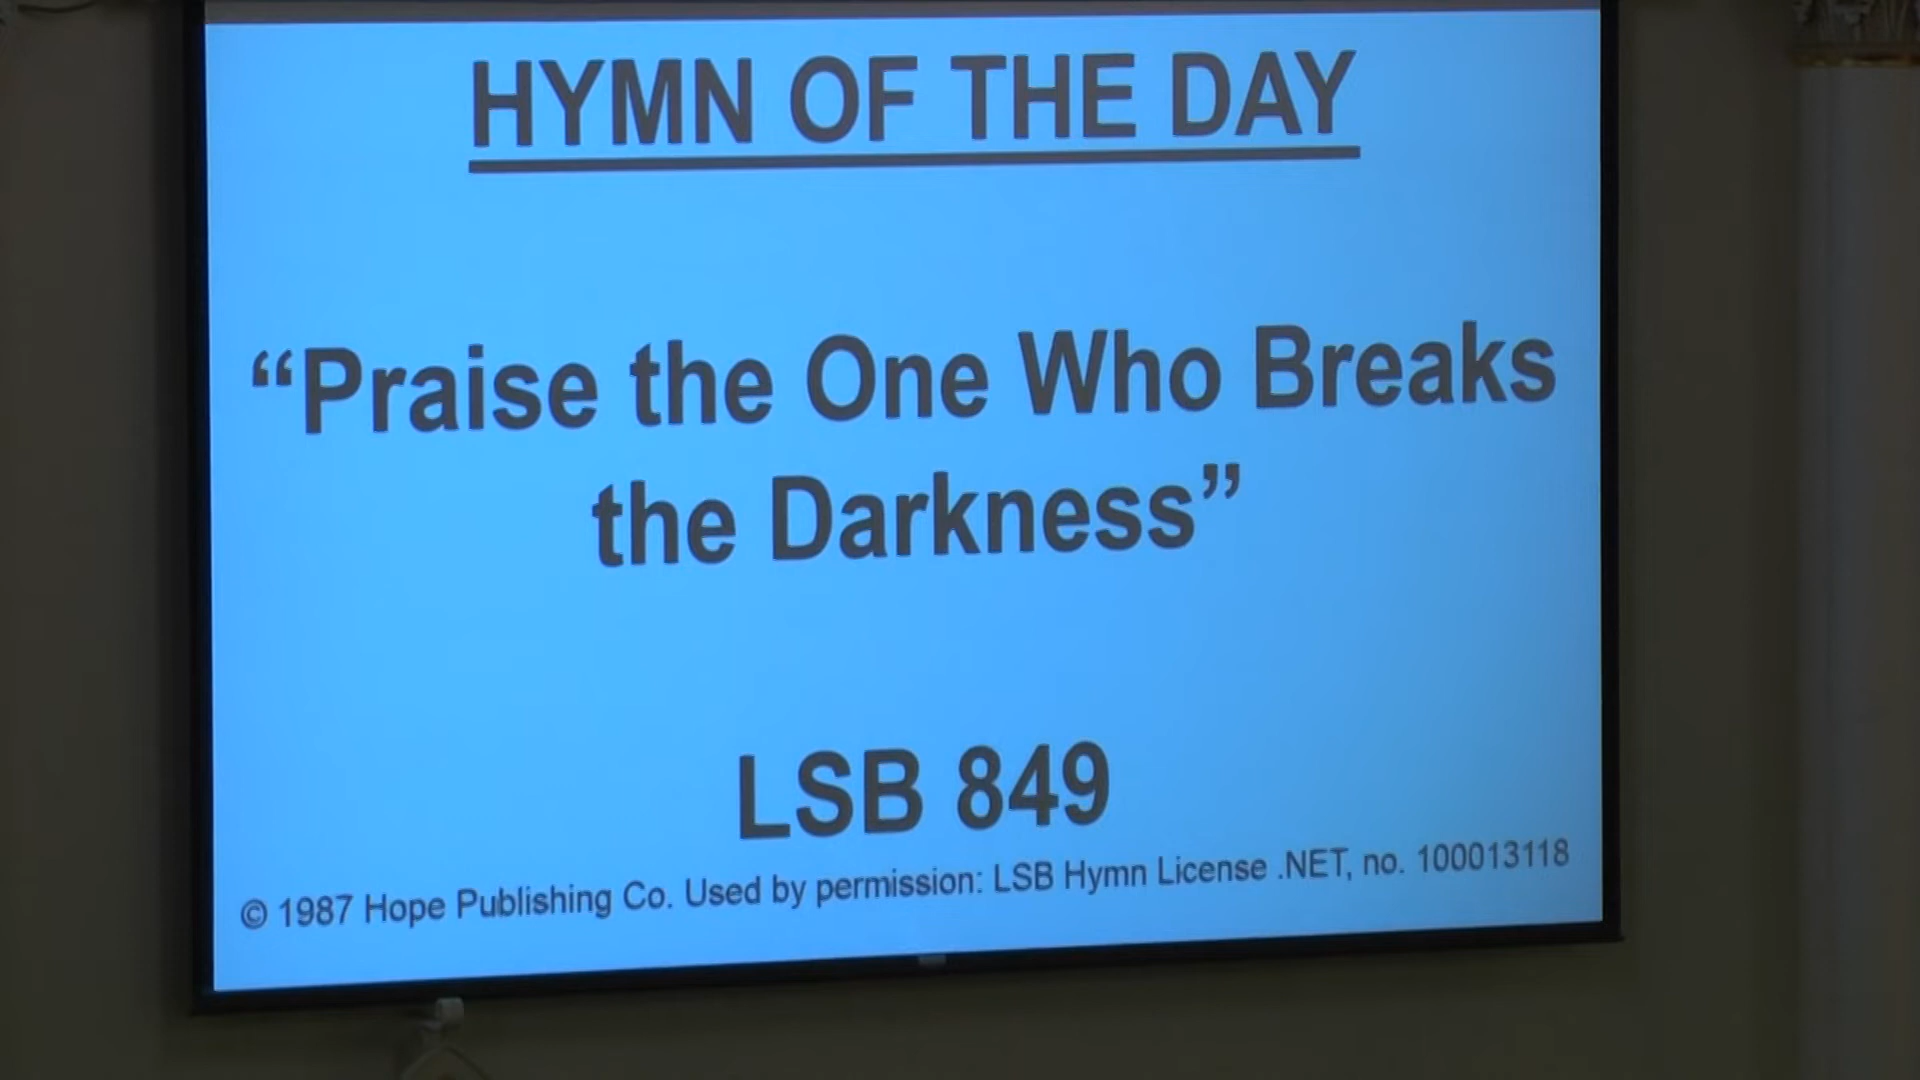 HYMN OF THE DAY
“Praise the One Who Breaks
the Darkness”
LSB 849
© 1987 Hope Publishing Co. Used by permission: LSB Hymn License .NET, no. 100013118